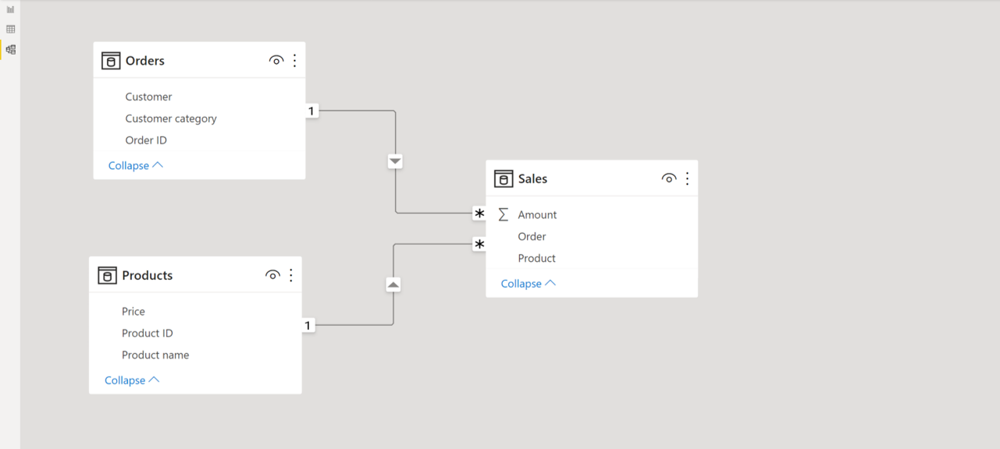 Orders
Customer
Customer category
Order ID
Collapse
1
*
Sales
Amount
Order
Product
Collapse
*
Products
Price
Product ID
Product name
Collapse
1